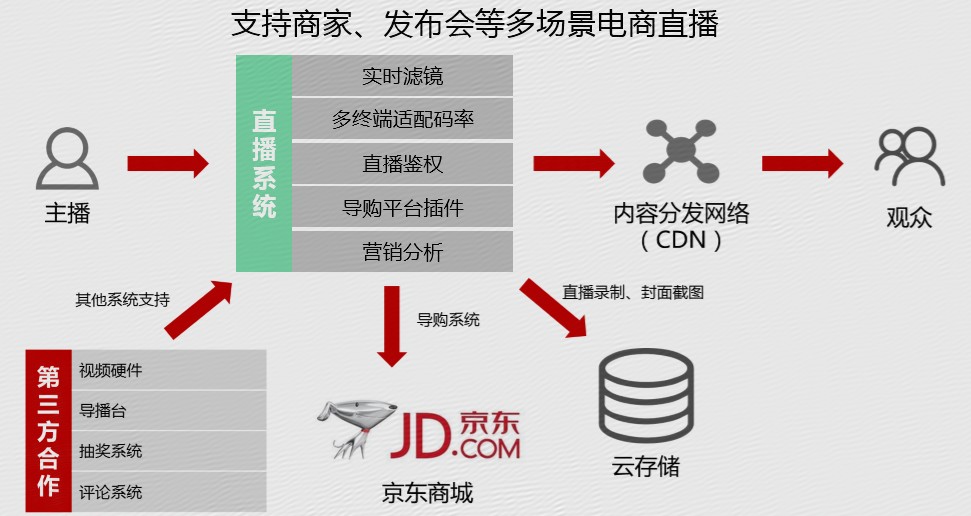 支持商家、发布会等多场景电商直播
直播系统
实时滤镜
多终端适配码率
直播鉴权
导购平台插件
营销分析
主播
内容分发网络
（CDN）
观众
其他系统支持
导购系统
直播录制、封面截图
第三方合作
视频硬件
导播台
抽奖系统
评论系统
JD京东
.COM
京东商城
云存储